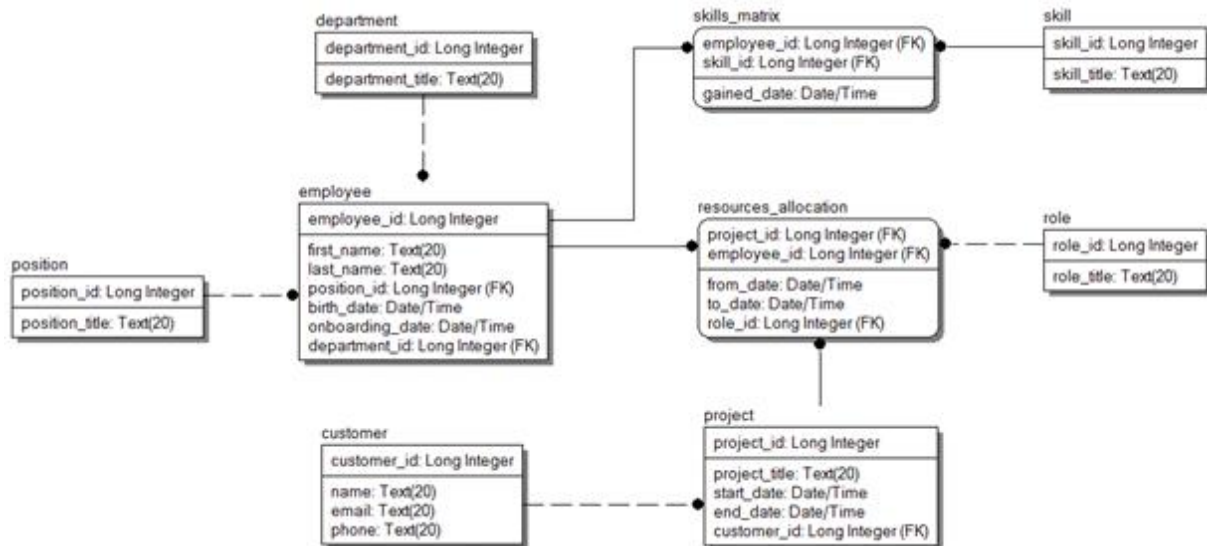 department
department_id: Long Integer
department_title: Text(20)
skills_matrix
employee_id: Long Integer (FK)
skill_id: Long Integer (FK)
gained_date: Date/Time
skill
skill_id: Long Integer
skill_title: Text(20)
employee
employee_id: Long Integer
first_name: Text(20)
last_name: Text(20)
position_id: Long Integer (FK)
birth_date: Date/Time
onboarding_date: Date/Time
department_id: Long Integer (FK)
position
position_id: Long Integer
position_title: Text(20)
resources_allocation
project_id: Long Integer (FK)
employee_id: Long Integer (FK)
from_date: Date/Time
to_date: Date/Time
role_id: Long Integer (FK)
role
role_id: Long Integer
role_title: Text(20)
customer
customer_id: Long Integer
name: Text(20)
email: Text(20)
phone: Text(20)
project
project_id: Long Integer
project_title: Text(20)
start_date: Date/Time
end_date: Date/Time
customer_id: Long Integer (FK)